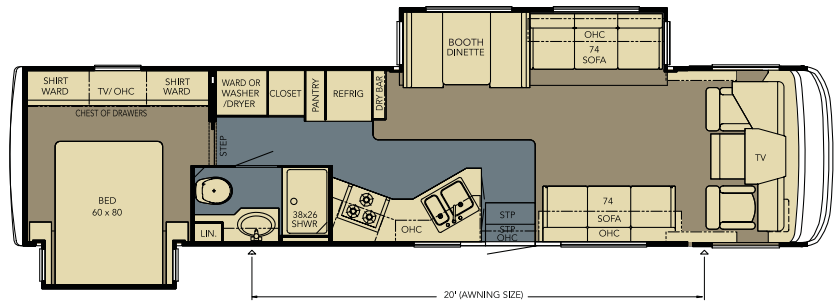 BOOTH
DINETTE
OHC
74
SOFA
SHIRT
WARD
TV/ OHC
SHIRT
WARD
WARD OR
WASHER
/DRYER
CLOSET
PANTRY
REFRIG
DRY BAR
CHEST OF DRAWERS
STEP
TV
BED
60 x 80
38x26
SHWR
LIN.
OHC
STP
STP
OHC
74
SOFA
OHC
20' (AWNING SIZE)